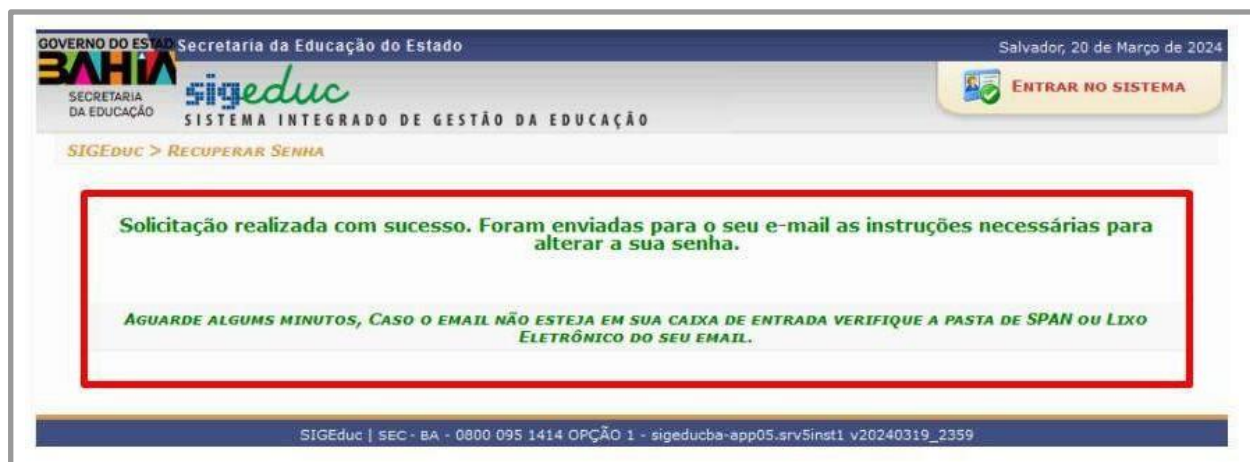 GOVERNO DO ESTAD
Secretaria da Educação do Estado
Salvador, 20 de Março de 2024
BAHIA
SECRETARIA
DA EDUCAÇÃO
sigeduc
SISTEMA INTEGRADO DE GESTÃO DA EDUCAÇÃO
ENTRAR NO SISTEMA
SIGEDUC > RECUPERAR SENHA
Solicitação realizada com sucesso. Foram enviadas para o seu e-mail as instruções necessárias para
alterar a sua senha.
AGUARDE ALGUMS MINUTOS, CASO O EMAIL NÃO ESTEJA EM SUA CAIXA DE ENTRADA VERIFIQUE A PASTA DE SPAN OU LIXO
ELETRÔNICO DO SEU EMAIL.
SIGEduc | SEC - BA - 0800 095 1414 OPÇÃO 1 - sigeducba-app05.srv5inst1 v20240319_2359